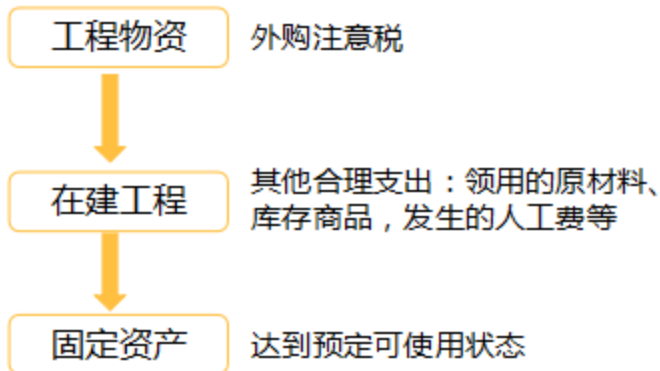 工程物资
外购注意税
在建工程
其他合理支出：领用的原材料、
库存商品，发生的人工费等
固定资产
达到预定可使用状态